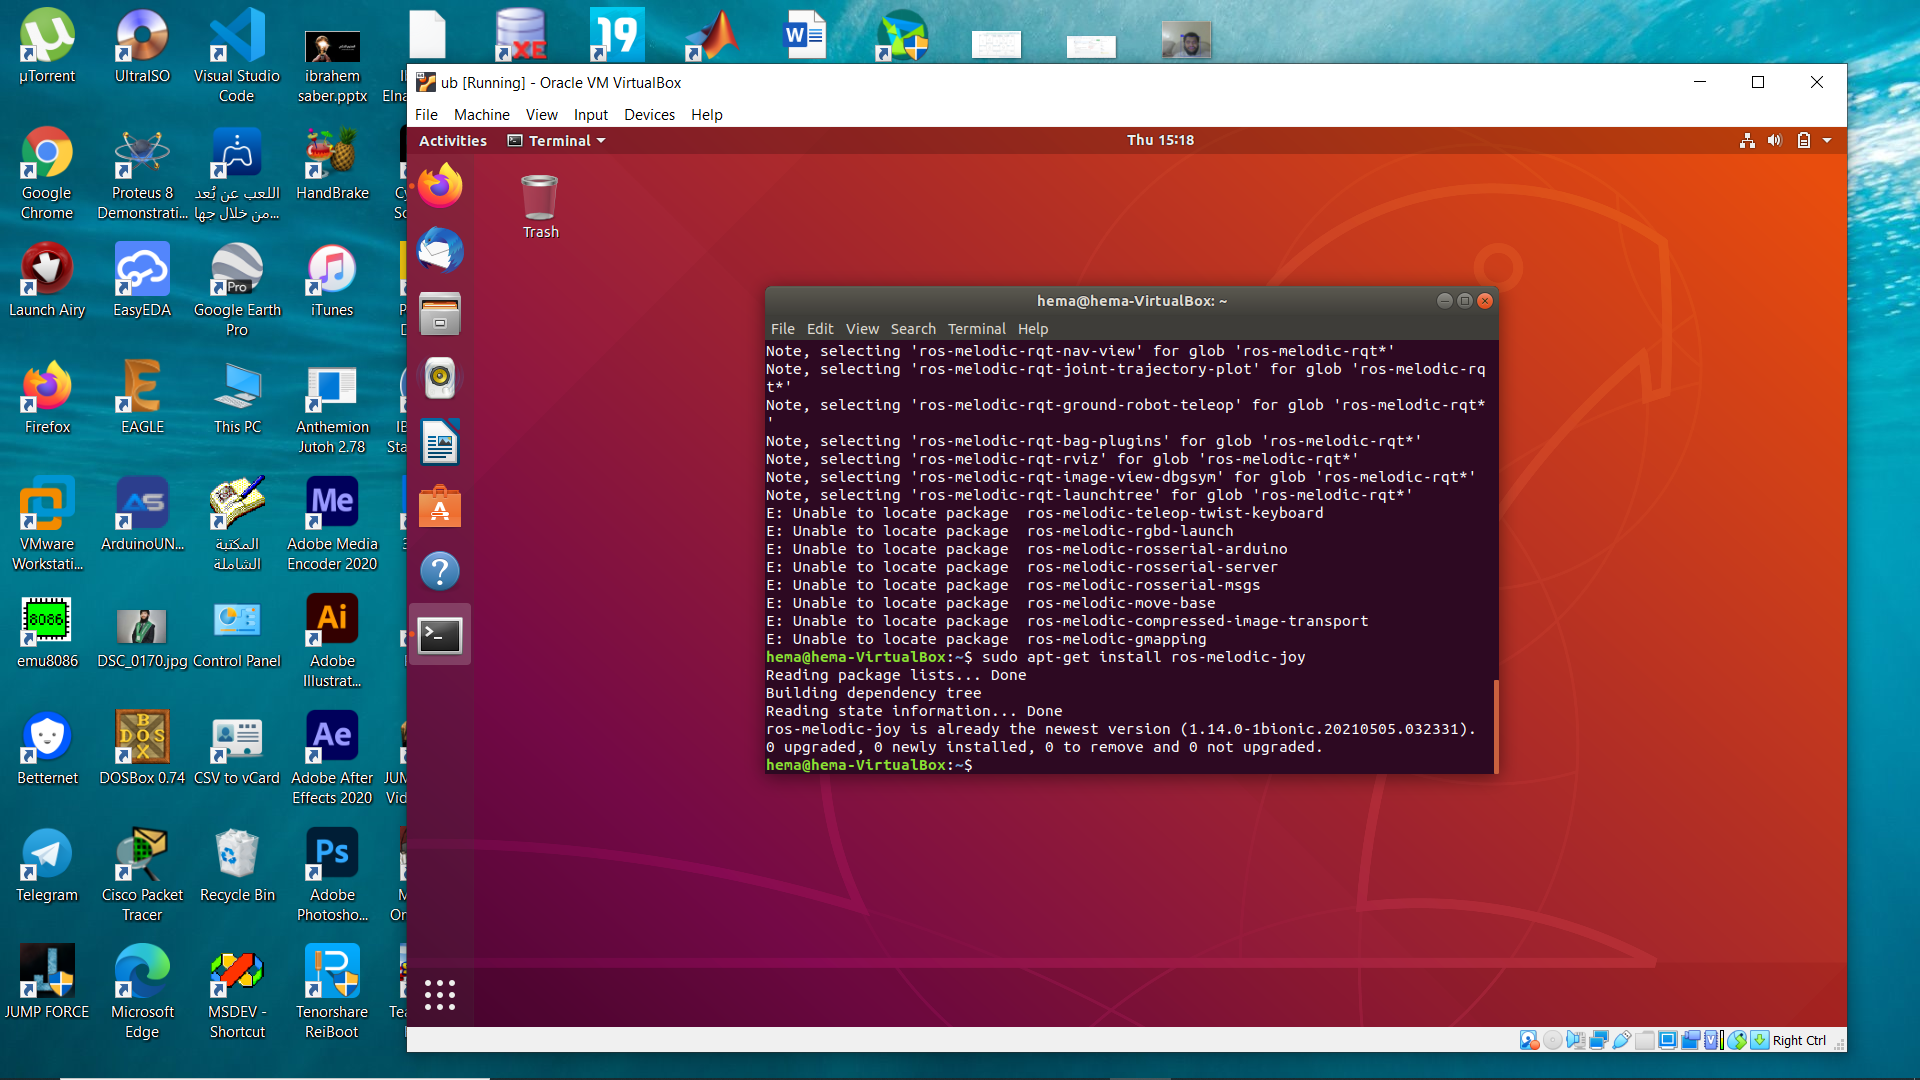 µTorrent
UltraISO
Visual Studio
Code
ibrahem
saber.pptx
Elna
XE
19
W
Google
Chrome
Proteus 8
Demonstrati...
اللعب عن بُعد
من خلال جها...
HandBrake
Launch Airy
EasyEDA
Pro
Google Earth
Pro
iTunes
Firefox
EAGLE
This PC
Anthemion
Jutoh 2.78
VMware
Workstati...
AS
ArduinoUN...
المكتبة
الشاملة
Me
Adobe Media
Encoder 2020
8086
emu8086
DSC_0170.jpg
Control Panel
Ai
Adobe
Illustrat...
Betternet
DOS
BOX
DOSBox 0.74
CSV to vCard
Ae
Adobe After
Effects 2020
Telegram
Cisco Packet
Tracer
Recycle Bin
Ps
Adobe
Photosho...
JUMP FORCE
Microsoft
Edge
MSDEV -
Shortcut
Tenorshare
ReiBoot
ub [Running] - Oracle VM VirtualBox
File Machine View Input Devices Help
Activities Terminal Thu 15:18
Trash
hema@hema-VirtualBox: ~
File Edit View Search Terminal Help
Note, selecting 'ros-melodic-rqt-nav-view' for glob 'ros-melodic-rqt*'
Note, selecting 'ros-melodic-rqt-joint-trajectory-plot' for glob 'ros-melodic-rq
t*'
Note, selecting 'ros-melodic-rqt-ground-robot-teleop' for glob 'ros-melodic-rqt*
'
Note, selecting 'ros-melodic-rqt-bag-plugins' for glob 'ros-melodic-rqt*'
Note, selecting 'ros-melodic-rqt-rviz' for glob 'ros-melodic-rqt*'
Note, selecting 'ros-melodic-rqt-image-view-dbgsym' for glob 'ros-melodic-rqt*'
Note, selecting 'ros-melodic-rqt-launchtree' for glob 'ros-melodic-rqt*'
E: Unable to locate package  ros-melodic-teleop-twist-keyboard
E: Unable to locate package  ros-melodic-rgbd-launch
E: Unable to locate package  ros-melodic-rosserial-arduino
E: Unable to locate package  ros-melodic-rosserial-server
E: Unable to locate package  ros-melodic-rosserial-msgs
E: Unable to locate package  ros-melodic-move-base
E: Unable to locate package  ros-melodic-compressed-image-transport
E: Unable to locate package  ros-melodic-gmapping
hema@hema-VirtualBox:~$ sudo apt-get install ros-melodic-joy
Reading package lists... Done
Building dependency tree
Reading state information... Done
ros-melodic-joy is already the newest version (1.14.0-1bionic.20210505.032331).
0 upgraded, 0 newly installed, 0 to remove and 0 not upgraded.
hema@hema-VirtualBox:~$
Right Ctrl